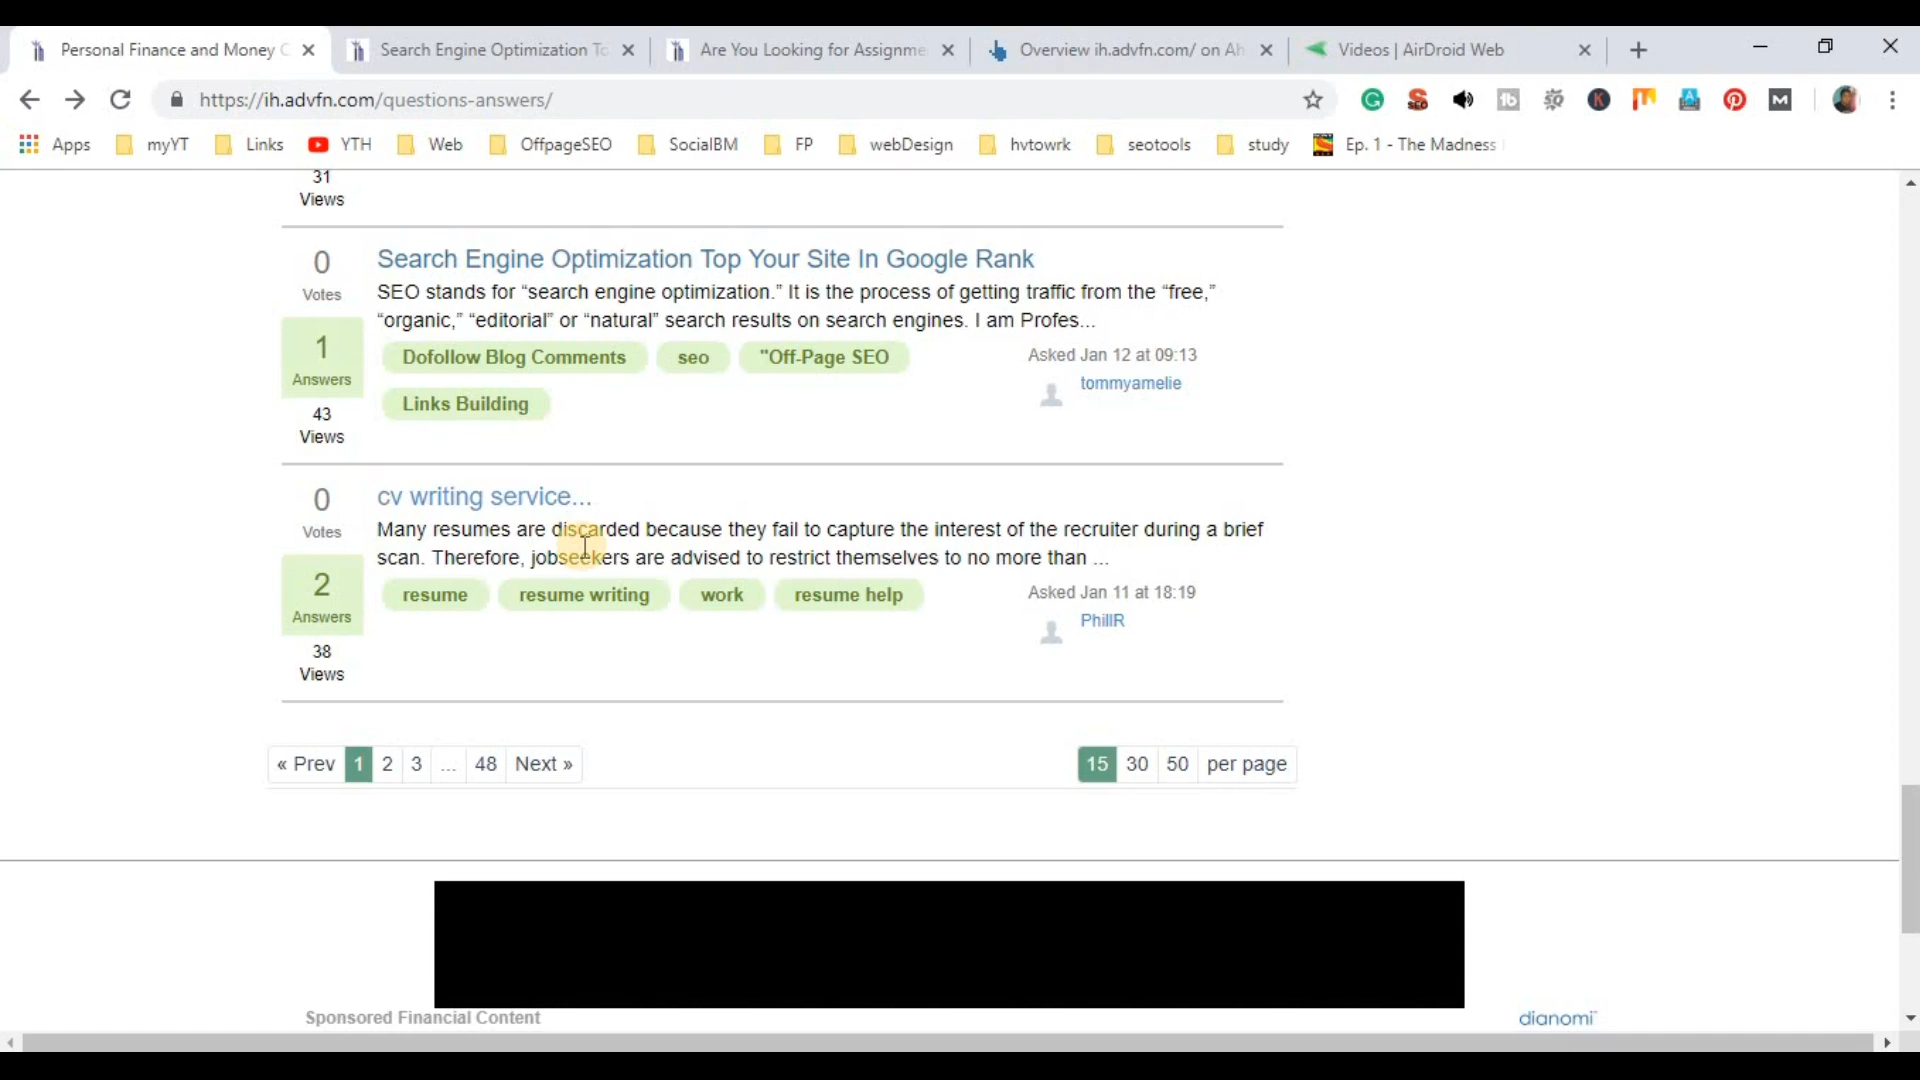 Personal Finance and Money C
Search Engine Optimization To
Are You Looking for Assignme
Overview ih.advfn.com/ on Ah
Videos | AirDroid Web
https://ih.advfn.com/questions-answers/
Apps myYT Links YTH Web OffpageSEO SocialBM FP webDesign hvtowrk seotools study Ep. 1 - The Madness
31
Views
0
Votes
1
Answers
43
Views
Search Engine Optimization Top Your Site In Google Rank
SEO stands for “search engine optimization.” It is the process of getting traffic from the “free,”
“organic,” “editorial” or “natural” search results on search engines. I am Profes...
Dofollow Blog Comments seo "Off-Page SEO
Links Building
Asked Jan 12 at 09:13
tommyamelie
0
Votes
2
Answers
38
Views
cv writing service...
Many resumes are discarded because they fail to capture the interest of the recruiter during a brief
scan. Therefore, jobseekers are advised to restrict themselves to no more than ...
resume resume writing work resume help
Asked Jan 11 at 18:19
PhillR
« Prev 1 2 3 ... 48 Next »
15 30 50 per page
Sponsored Financial Content
dianomi